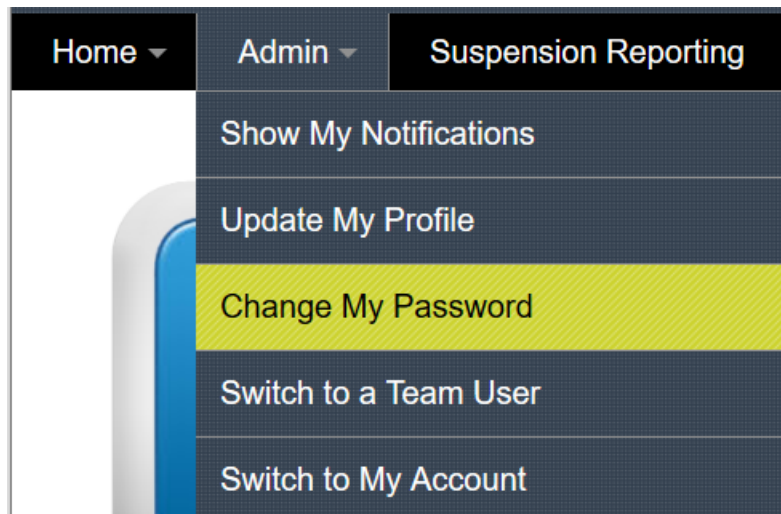 Home Admin Suspension Reporting
Show My Notifications
Update My Profile
Change My Password
Switch to a Team User
Switch to My Account